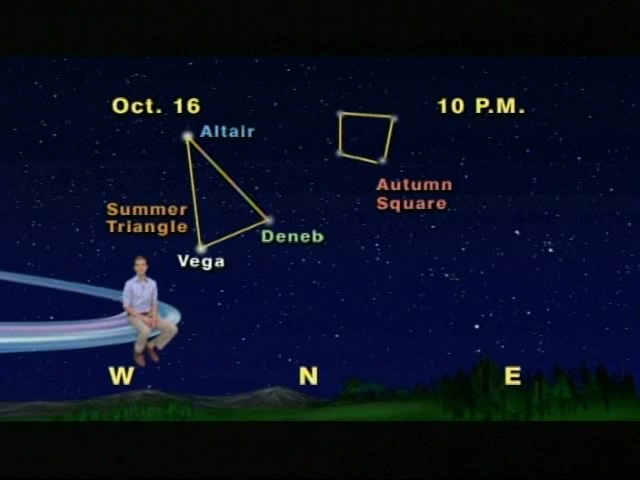 Oct. 16
10 P.M.
Altair
Autumn
Square
Summer
Triangle
Deneb
Vega
W
N
E